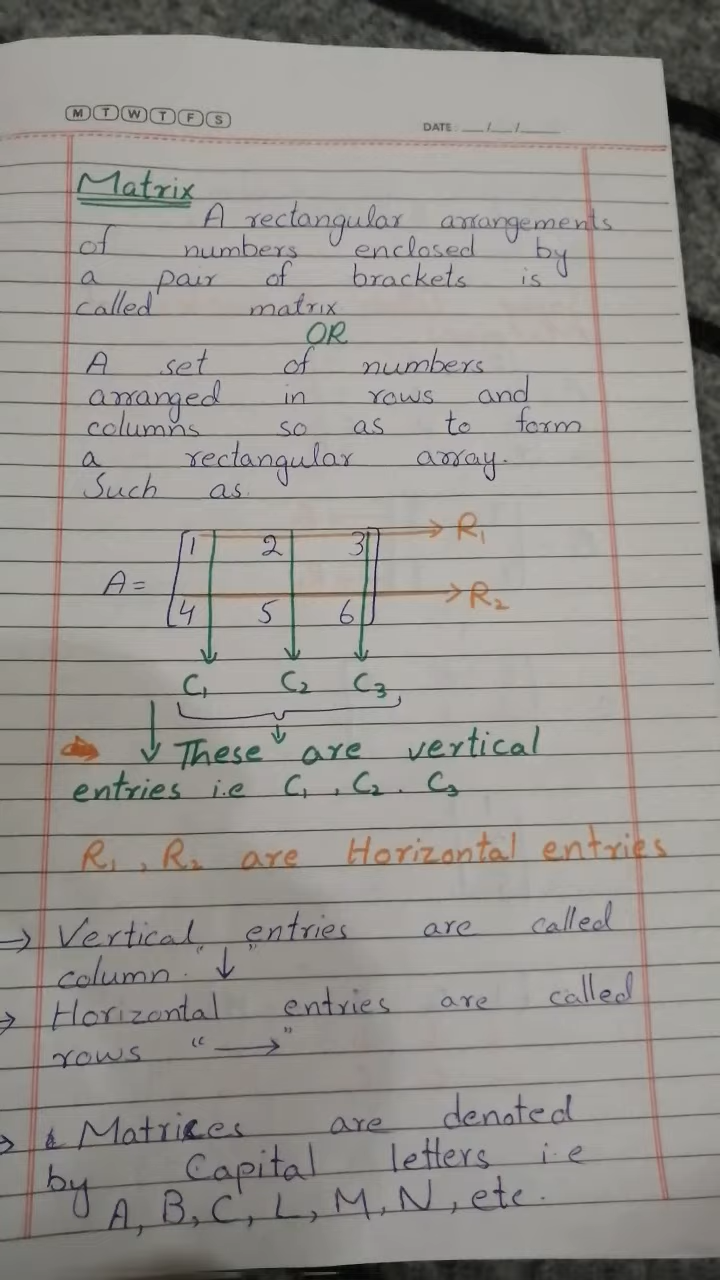 M T W T F S
DATE: __/__/____
Matrix
A rectangular arrangements
of numbers enclosed by
a pair of brackets is
called matrix
OR
A set of numbers
arranged in rows and
columns so as to form
a rectangular array.
Such as.
1 2 3 → R₁
A =
4 5 6 → R₂
C₁ C₂ C₃
↓ These are vertical
entries i.e C₁, C₂. C₃
R₁, R₂ are Horizontal entries
→ Vertical entries are called
column. "↓"
→ Horizontal entries are called
rows "→"
→ Matrices are denoted
by Capital letters i.e
A, B, C, L, M, N, etc.